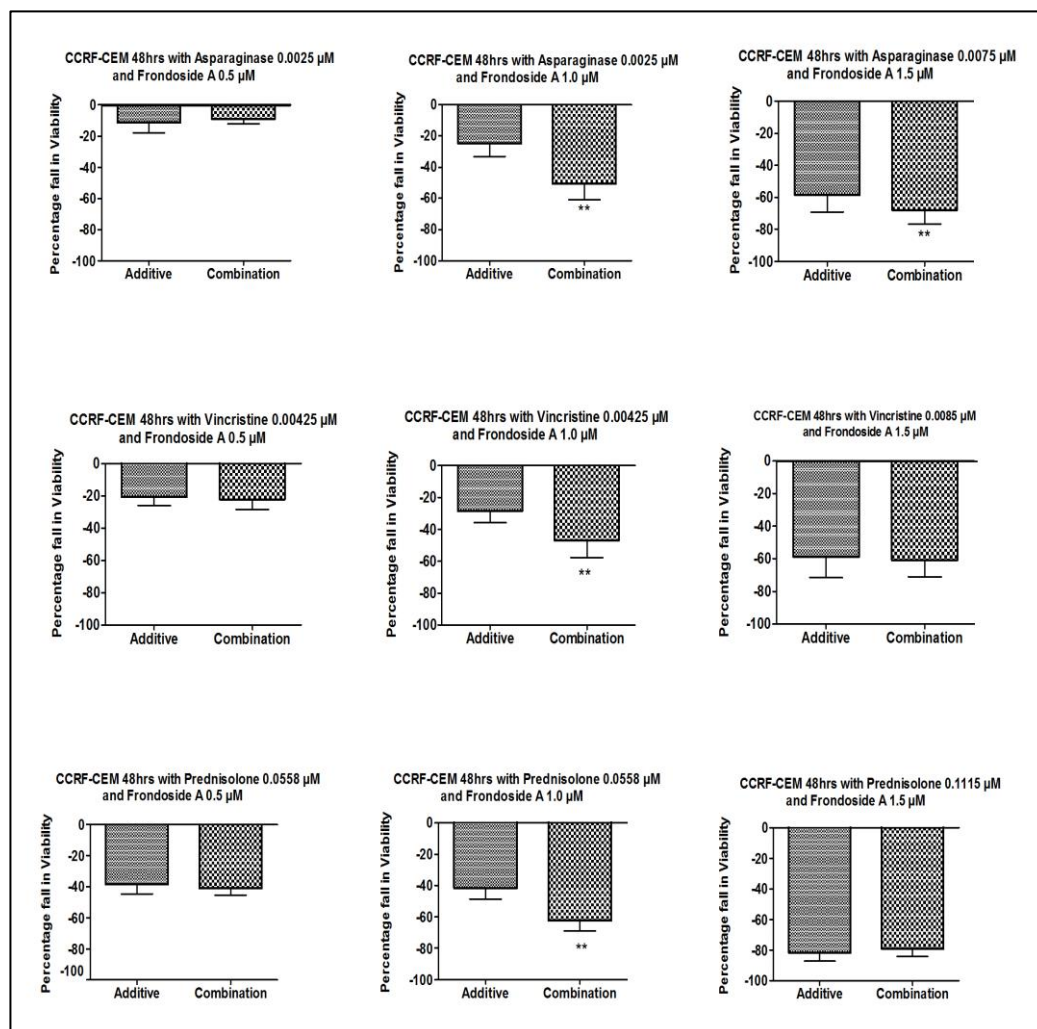 CCRF-CEM 48hrs with Asparaginase 0.0025 µM
and Frondoside A 0.5 µM
Percentage fall in Viability
0
-20
-40
-60
-80
-100
Additive Combination
CCRF-CEM 48hrs with Asparaginase 0.0025 µM
and Frondoside A 1.0 µM
Percentage fall in Viability
0
-20
-40
-60
-80
-100
**
Additive Combination
CCRF-CEM 48hrs with Asparaginase 0.0075 µM
and Frondoside A 1.5 µM
Percentage fall in Viability
0
-20
-40
-60
-80
-100
**
Additive Combination
CCRF-CEM 48hrs with Vincristine 0.00425 µM
and Frondoside A 0.5 µM
Percentage fall in Viability
0
-20
-40
-60
-80
-100
Additive Combination
CCRF-CEM 48hrs with Vincristine 0.00425 µM
and Frondoside A 1.0 µM
Percentage fall in Viability
0
-20
-40
-60
-80
-100
**
Additive Combination
CCRF-CEM 48hrs with Vincristine 0.0085 µM
and Frondoside A 1.5 µM
Percentage fall in Viability
0
-20
-40
-60
-80
-100
Additive Combination
CCRF-CEM 48hrs with Prednisolone 0.0558 µM
and Frondoside A 0.5 µM
Percentage fall in Viability
0
-20
-40
-60
-80
-100
Additive Combination
CCRF-CEM 48hrs with Prednisolone 0.0558 µM
and Frondoside A 1.0 µM
Percentage fall in Viability
0
-20
-40
-60
-80
-100
**
Additive Combination
CCRF-CEM 48hrs with Prednisolone 0.1115 µM
and Frondoside A 1.5 µM
Percentage fall in Viability
0
-20
-40
-60
-80
-100
Additive Combination